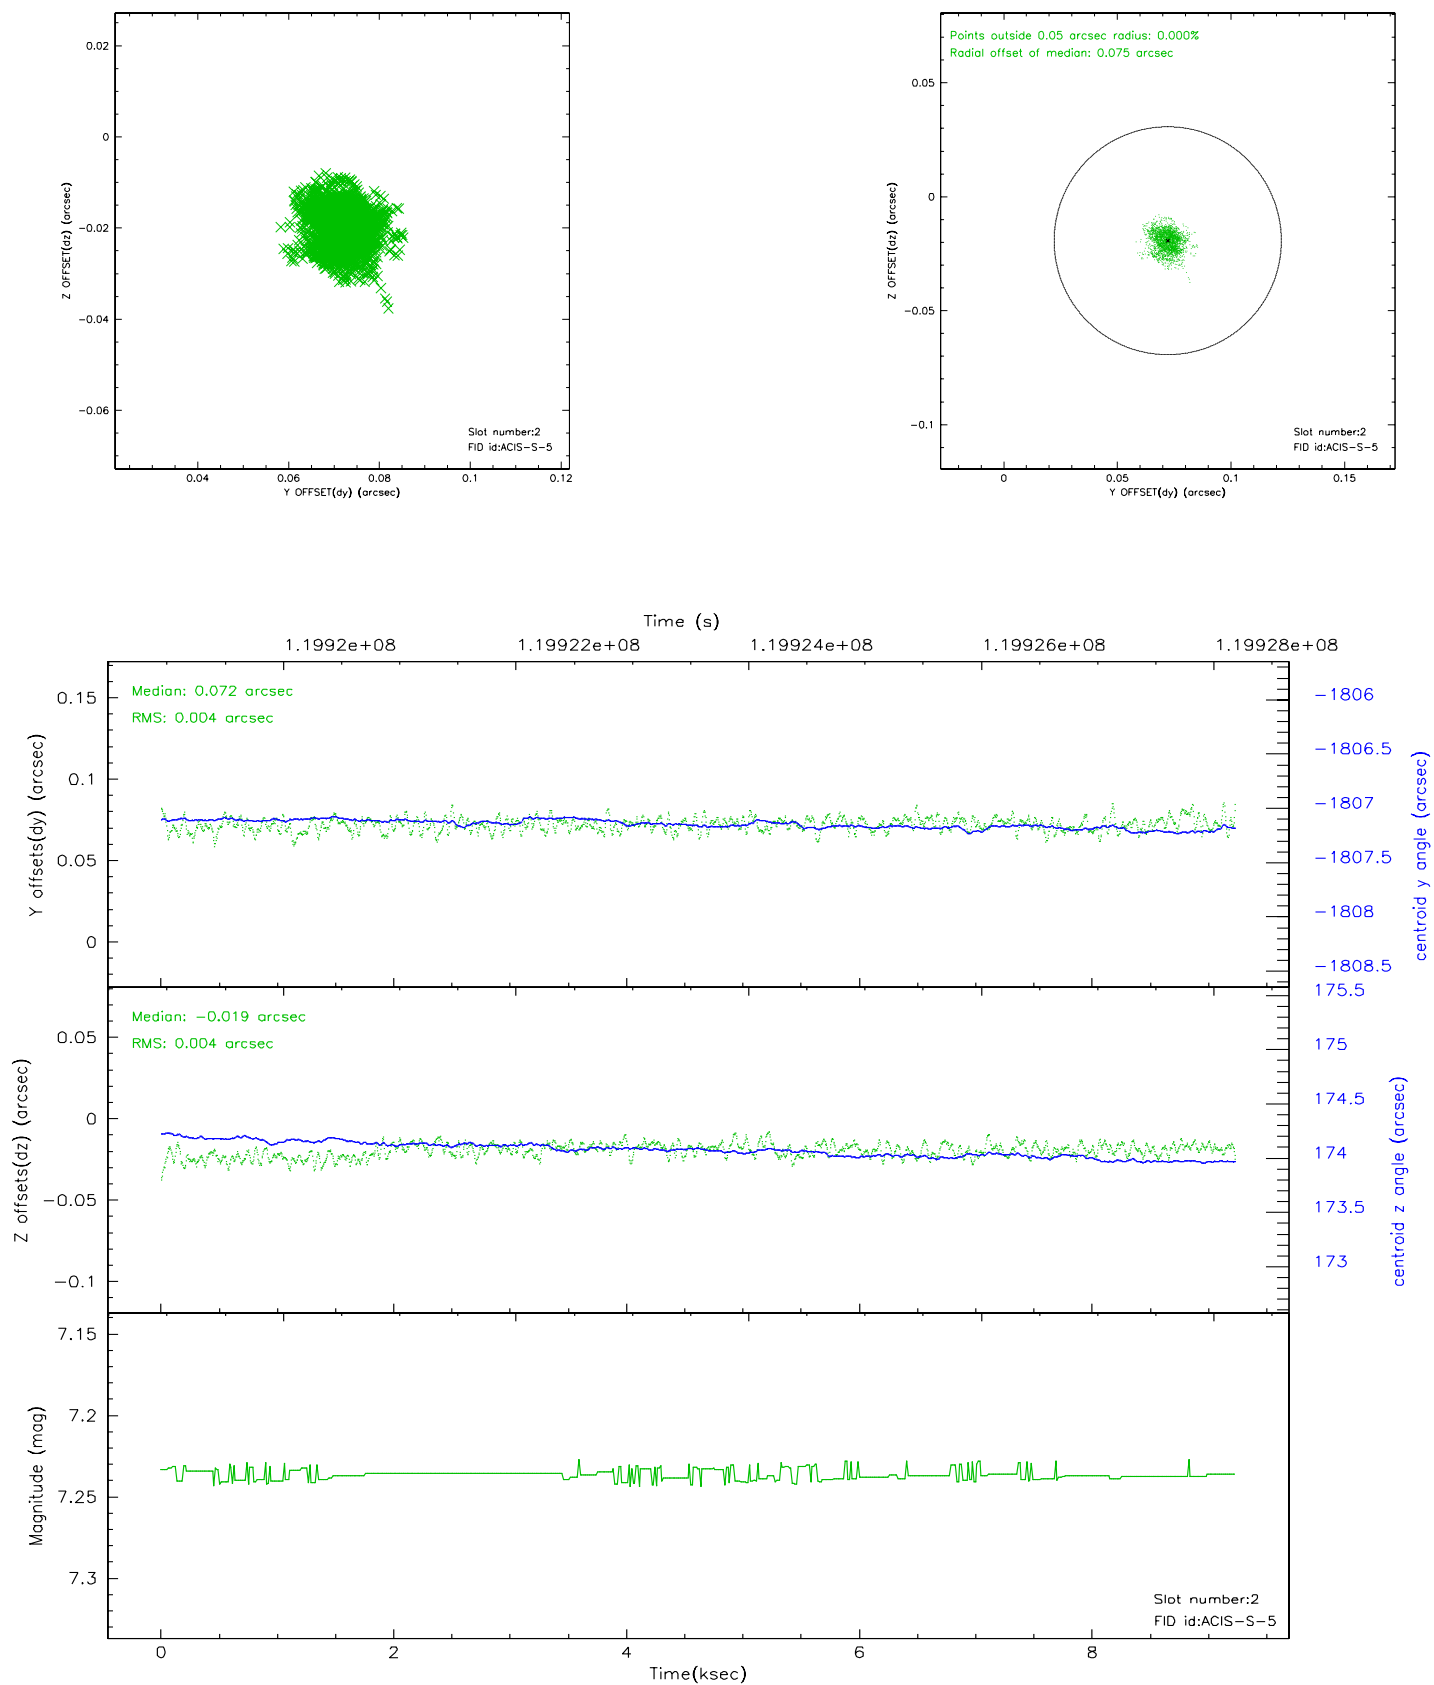 0.02
0
-0.02
-0.04
-0.06
Z OFFSET(dz) (arcsec)
Slot number:2
FID id:ACIS-S-5
0.04
0.06
0.08
0.1
0.12
Y OFFSET(dy) (arcsec)
Points outside 0.05 arcsec radius: 0.000%
Radial offset of median: 0.075 arcsec
0.05
0
-0.05
-0.1
Z OFFSET(dz) (arcsec)
Slot number:2
FID id:ACIS-S-5
0
0.05
0.1
0.15
Y OFFSET(dy) (arcsec)
Time (s)
1.1992e+08
1.19922e+08
1.19924e+08
1.19926e+08
1.19928e+08
Median: 0.072 arcsec
RMS: 0.004 arcsec
0.15
0.1
0.05
0
Y offsets(dy) (arcsec)
-1806
-1806.5
-1807
-1807.5
-1808
-1808.5
centroid y angle (arcsec)
Median: -0.019 arcsec
RMS: 0.004 arcsec
0.05
0
-0.05
-0.1
Z offsets(dz) (arcsec)
175.5
175
174.5
174
173.5
173
centroid z angle (arcsec)
7.15
7.2
7.25
7.3
Magnitude (mag)
Slot number:2
FID id:ACIS-S-5
0
2
4
6
8
Time(ksec)